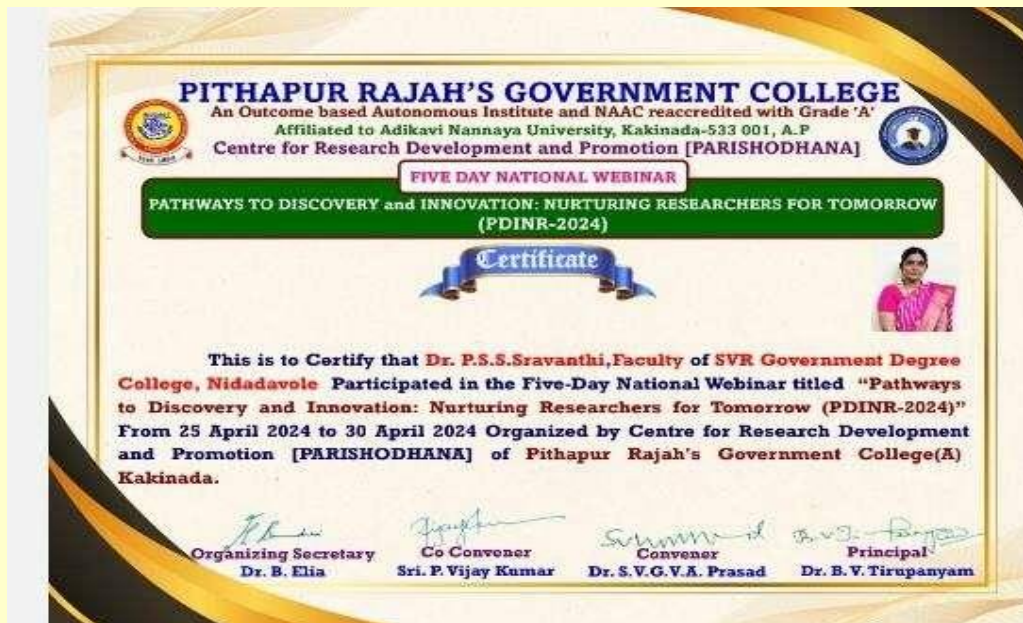 PITHAPUR RAJAH'S GOVERNMENT COLLEGE
An Outcome based Autonomous Institute and NAAC reaccredited with Grade 'A'
Affiliated to Adikavi Nannaya University, Kakinada-533 001, A.P
Centre for Research Development and Promotion [PARISHODHANA]
FIVE DAY NATIONAL WEBINAR
PATHWAYS TO DISCOVERY and INNOVATION: NURTURING RESEARCHERS FOR TOMORROW
(PDINR-2024)
Certificate
This is to Certify that Dr. P.S.S.Sravanthi,Faculty of SVR Government Degree
College, Nidadavole Participated in the Five-Day National Webinar titled "Pathways
to Discovery and Innovation: Nurturing Researchers for Tomorrow (PDINR-2024)"
From 25 April 2024 to 30 April 2024 Organized by Centre for Research Development
and Promotion [PARISHODHANA] of Pithapur Rajah's Government College(A)
Kakinada.
Organizing Secretary Co Convener Convener Principal
Dr. B. Elia Sri. P. Vijay Kumar Dr. S.V.G.V.A. Prasad Dr. B. V. Tirupanyam